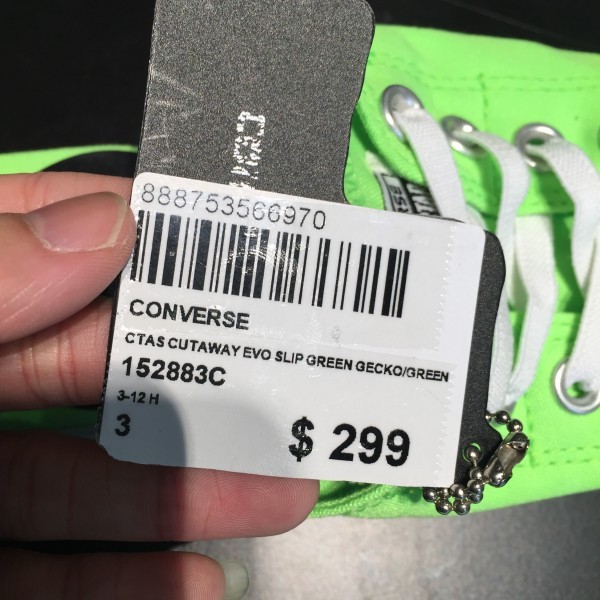 888753566970
CONVERSE
CTAS CUTAWAY EVO SLIP GREEN GECKO/GREEN
152883C
3-12 H
3
$ 299